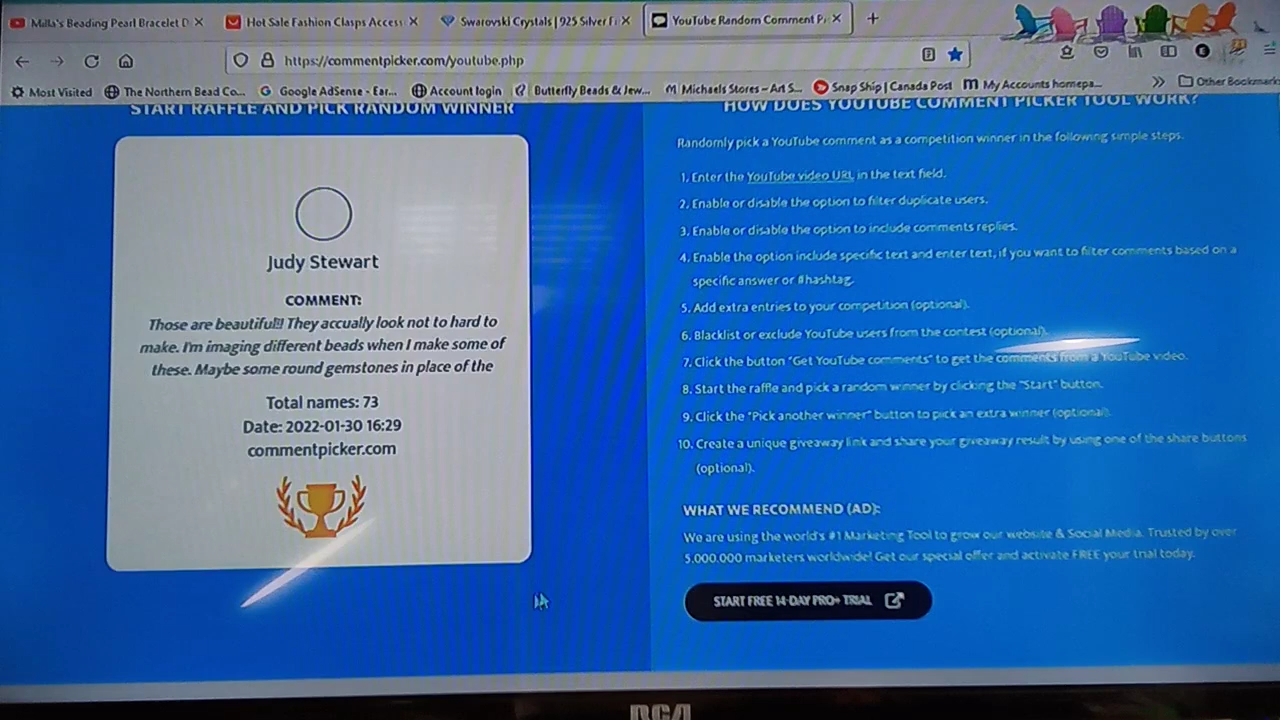 Milla's Beading Pearl Bracelet D
Hot Sale Fashion Clasps Access
Swarovski Crystals | 925 Silver Fi
YouTube Random Comment Pi
https://commentpicker.com/youtube.php
Most Visited
The Northern Bead Co...
Google AdSense - Ear...
Account login
Butterfly Beads & Jew...
Michaels Stores – Art S...
Snap Ship | Canada Post
My Accounts homepa...
Other Bookmark
START RAFFLE AND PICK RANDOM WINNER
Judy Stewart
COMMENT:
Those are beautiful!! They accually look not to hard to
make. I'm imaging different beads when I make some of
these. Maybe some round gemstones in place of the
Total names: 73
Date: 2022-01-30 16:29
commentpicker.com
HOW DOES YOUTUBE COMMENT PICKER TOOL WORK?
Randomly pick a YouTube comment as a competition winner in the following simple steps.
1. Enter the YouTube video URL in the text field.
2. Enable or disable the option to filter duplicate users.
3. Enable or disable the option to include comments replies.
4. Enable the option include specific text and enter text, if you want to filter comments based on a
specific answer or #hashtag.
5. Add extra entries to your competition (optional).
6. Blacklist or exclude YouTube users from the contest (optional).
7. Click the button "Get YouTube comments" to get the comments from a YouTube video.
8. Start the raffle and pick a random winner by clicking the "Start" button.
9. Click the "Pick another winner" button to pick an extra winner (optional).
10. Create a unique giveaway link and share your giveaway result by using one of the share buttons
(optional).
WHAT WE RECOMMEND (AD):
We are using the world's #1 Marketing Tool to grow our website & Social Media. Trusted by over
5.000.000 marketers worldwide! Get our special offer and activate FREE your trial today.
START FREE 14-DAY PRO+ TRIAL
RCA